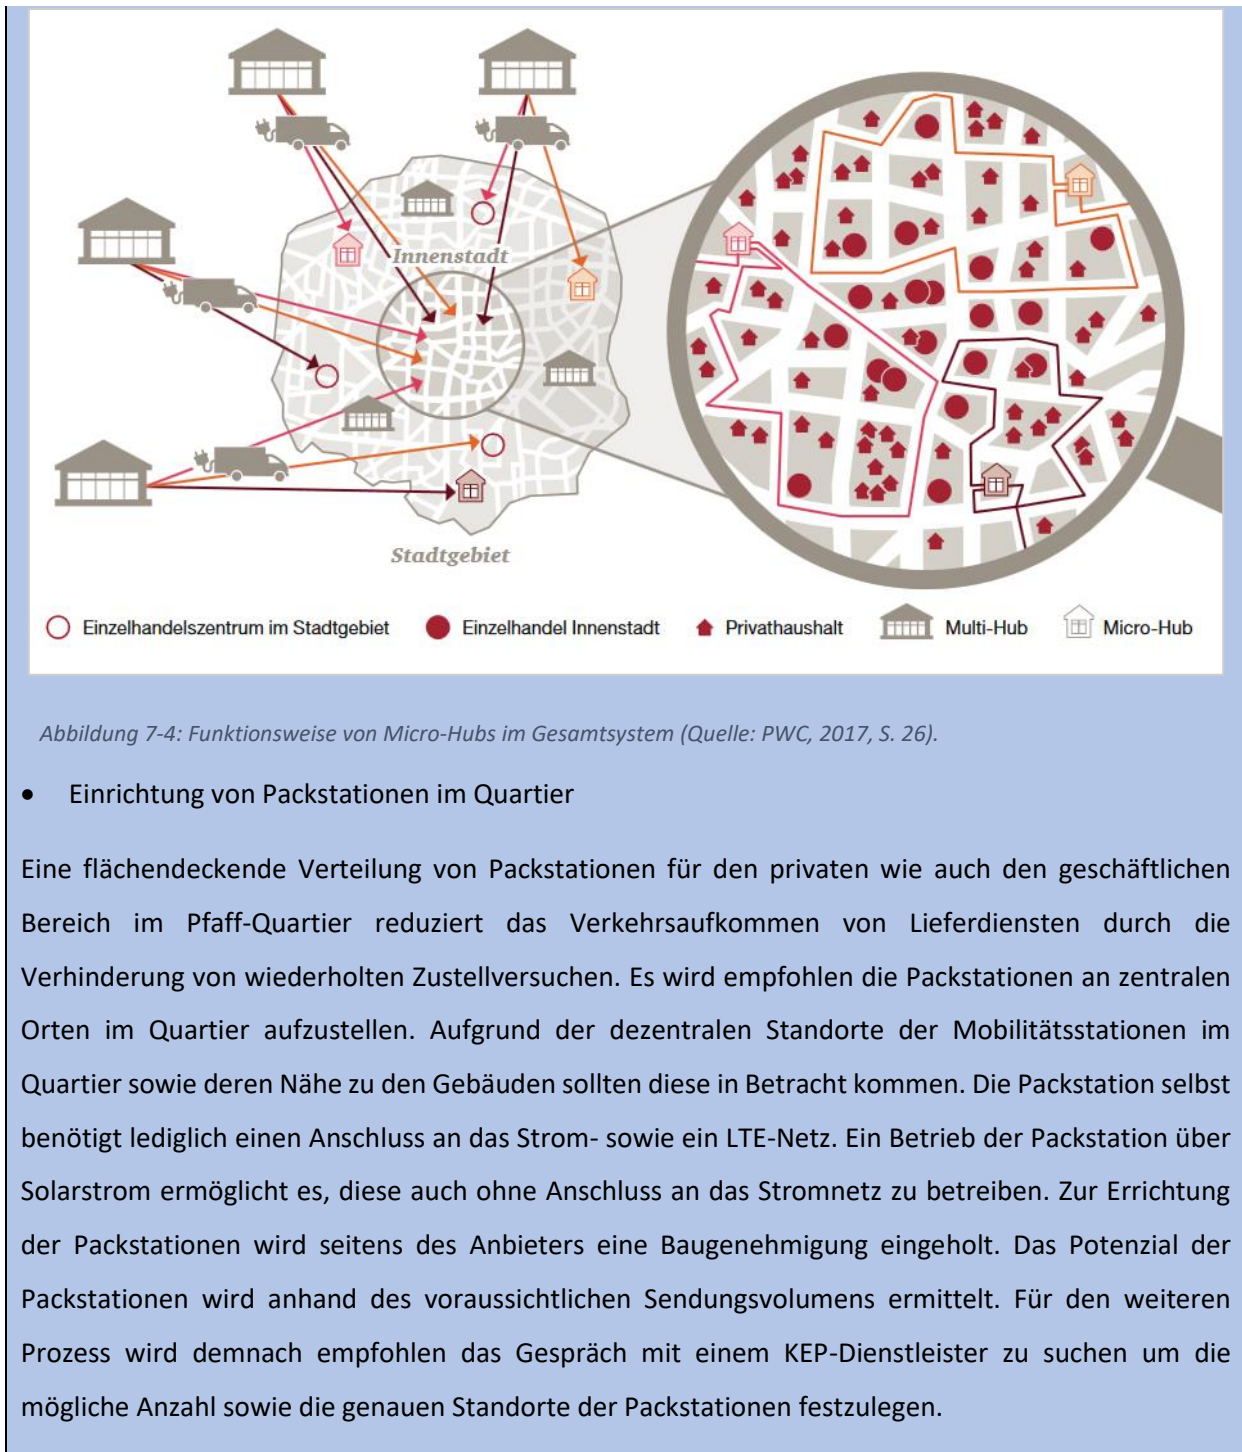 Innenstadt
Stadtgebiet
Einzelhandelszentrum im Stadtgebiet Einzelhandel Innenstadt Privathaushalt Multi-Hub Micro-Hub
Abbildung 7-4: Funktionsweise von Micro-Hubs im Gesamtsystem (Quelle: PWC, 2017, S. 26).
• Einrichtung von Packstationen im Quartier
Eine flächendeckende Verteilung von Packstationen für den privaten wie auch den geschäftlichen
Bereich im Pfaff-Quartier reduziert das Verkehrsaufkommen von Lieferdiensten durch die
Verhinderung von wiederholten Zustellversuchen. Es wird empfohlen die Packstationen an zentralen
Orten im Quartier aufzustellen. Aufgrund der dezentralen Standorte der Mobilitätsstationen im
Quartier sowie deren Nähe zu den Gebäuden sollten diese in Betracht kommen. Die Packstation selbst
benötigt lediglich einen Anschluss an das Strom- sowie ein LTE-Netz. Ein Betrieb der Packstation über
Solarstrom ermöglicht es, diese auch ohne Anschluss an das Stromnetz zu betreiben. Zur Errichtung
der Packstationen wird seitens des Anbieters eine Baugenehmigung eingeholt. Das Potenzial der
Packstationen wird anhand des voraussichtlichen Sendungsvolumens ermittelt. Für den weiteren
Prozess wird demnach empfohlen das Gespräch mit einem KEP-Dienstleister zu suchen um die
mögliche Anzahl sowie die genauen Standorte der Packstationen festzulegen.